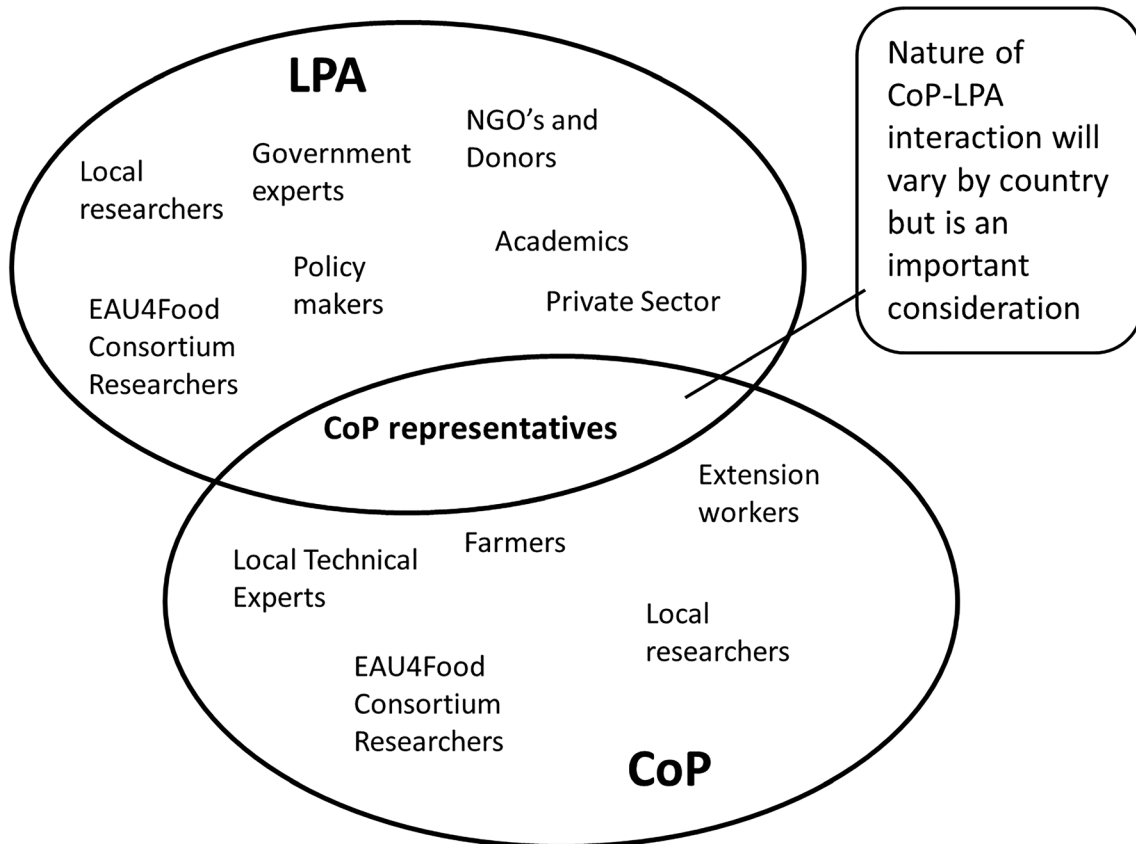 LPA
NGO's and
Donors
Government
experts
Local
researchers
Academics
Policy
makers
Private Sector
EAU4Food
Consortium
Researchers
Nature of
CoP-LPA
interaction will
vary by country
but is an
important
consideration
CoP representatives
Extension
workers
Farmers
Local Technical
Experts
Local
researchers
EAU4Food
Consortium
Researchers
CoP